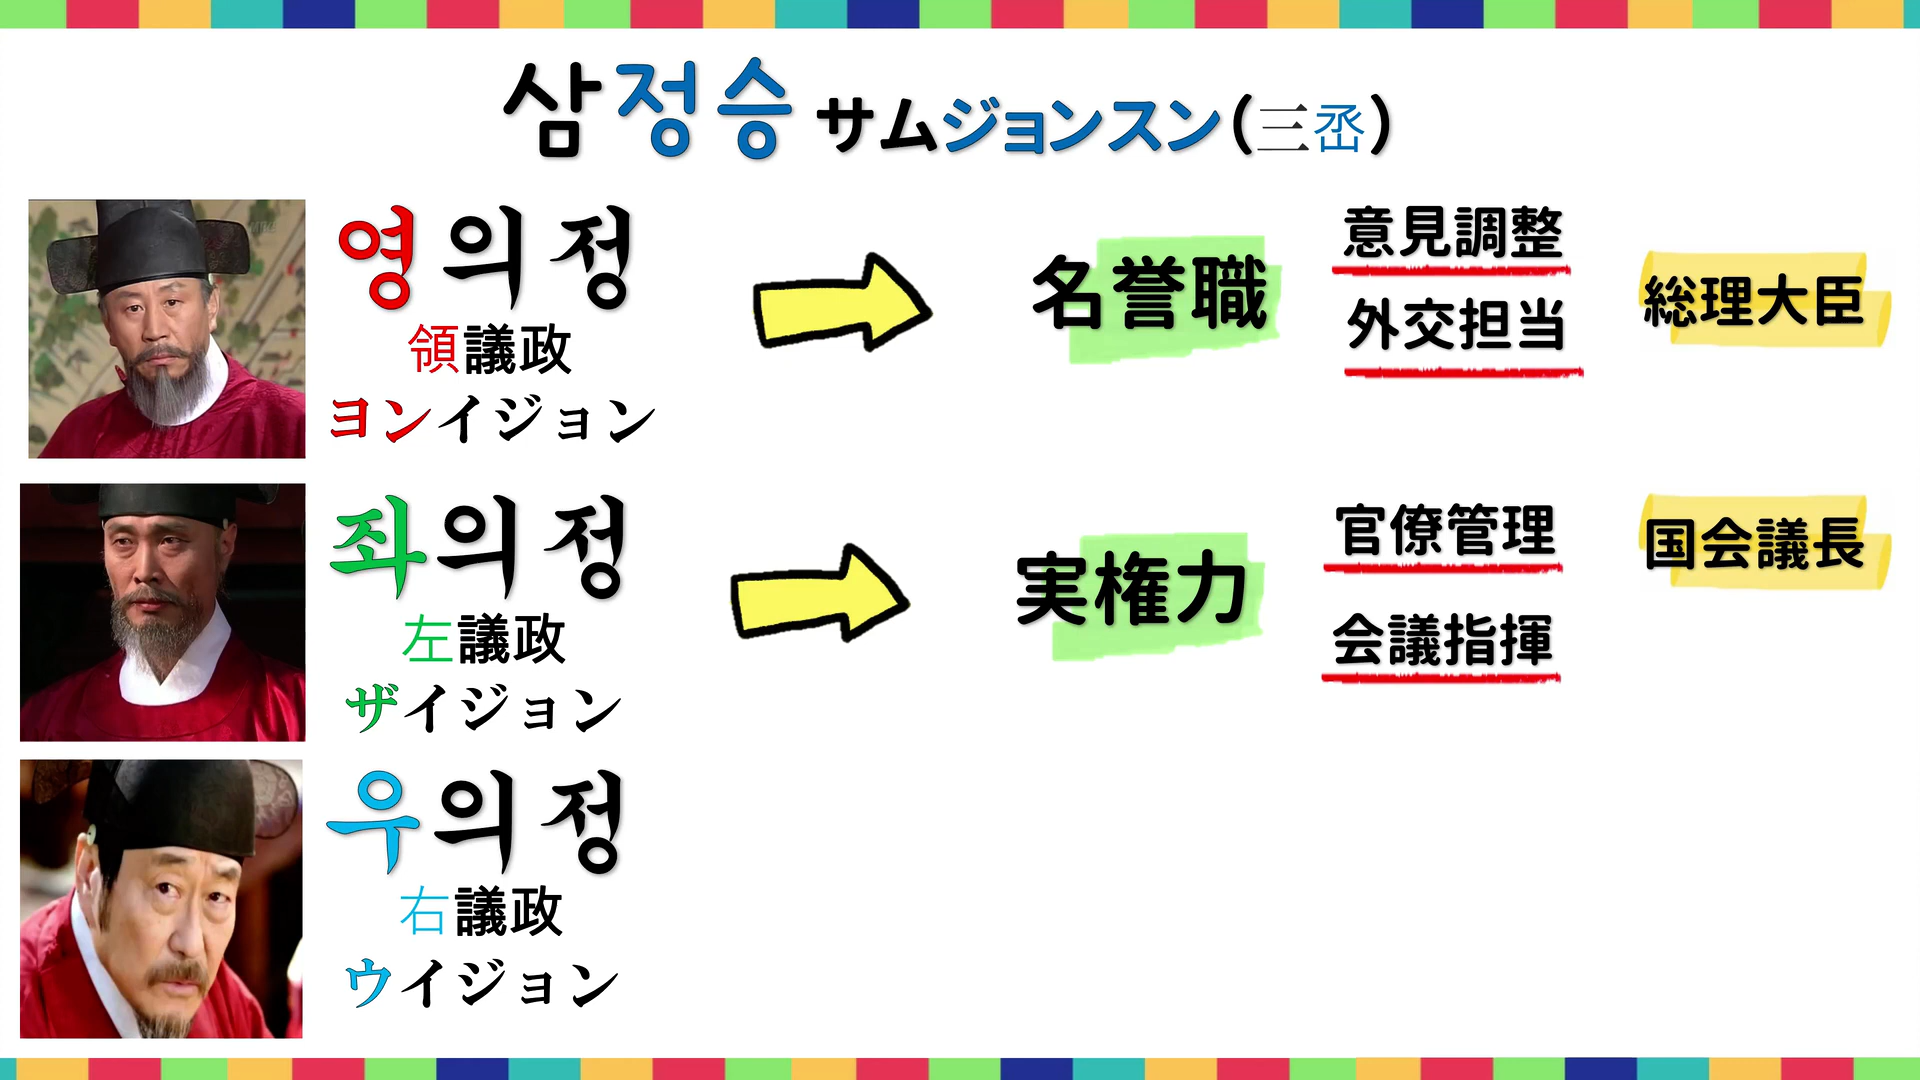 삼정승 サムジョンスン(三丞)
영의정
領議政
ヨンイジョン
名誉職
意見調整
外交担当
総理大臣
좌의정
左議政
ザイジョン
実権力
官僚管理
会議指揮
国会議長
우의정
右議政
ウイジョン